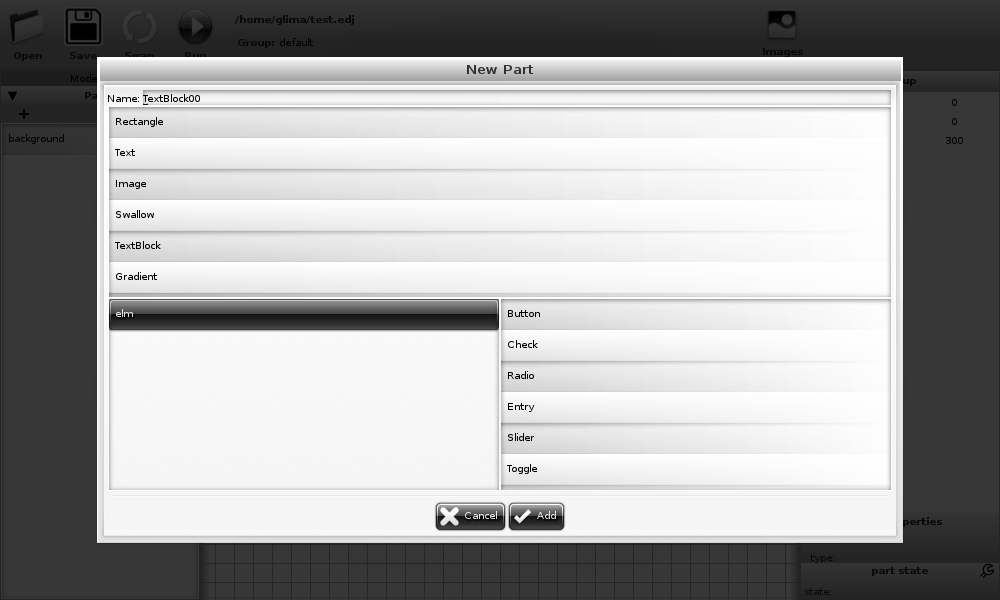 /home/glima/test.edj
Open Save Swap Run Group: default Images
New Part
Mode
Name: TextBlock00
Pa
Rectangle
0
Text
0
background
300
Image
Swallow
TextBlock
Gradient
elm
Button
Check
Radio
Entry
Slider
Toggle
Cancel Add
perties
type:
part state
state: